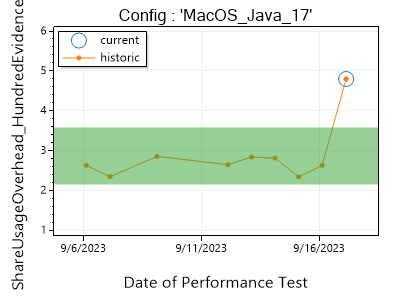 Config : 'MacOS_Java_17'
current
historic
ShareUsageOverhead_HundredEvidence
6
5
4
3
2
1
9/6/2023
9/11/2023
9/16/2023
Date of Performance Test